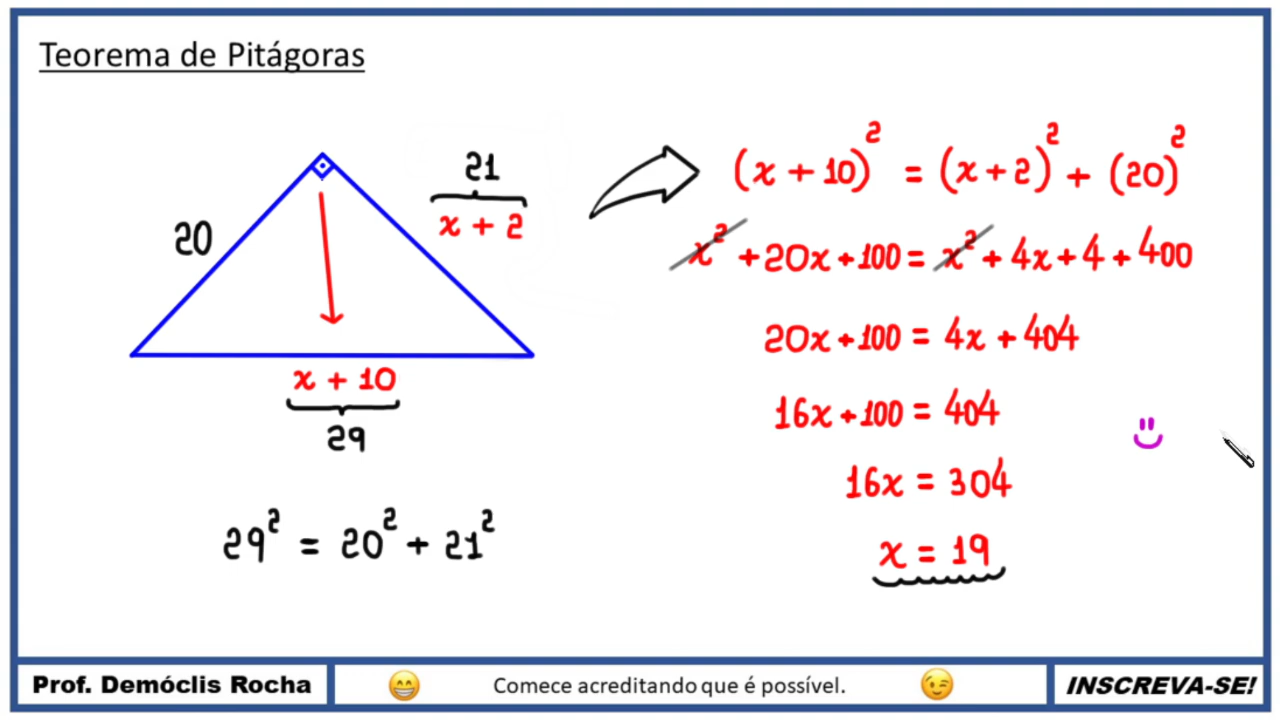 Teorema de Pitágoras
20
21
x + 2
x + 10
29
29² = 20² + 21²
(x + 10)² = (x + 2)² + (20)²
x² + 20x + 100 = x² + 4x + 4 + 400
20x + 100 = 4x + 404
16x + 100 = 404
16x = 304
x = 19
Prof. Demóclis Rocha
Comece acreditando que é possível.
INSCREVA-SE!